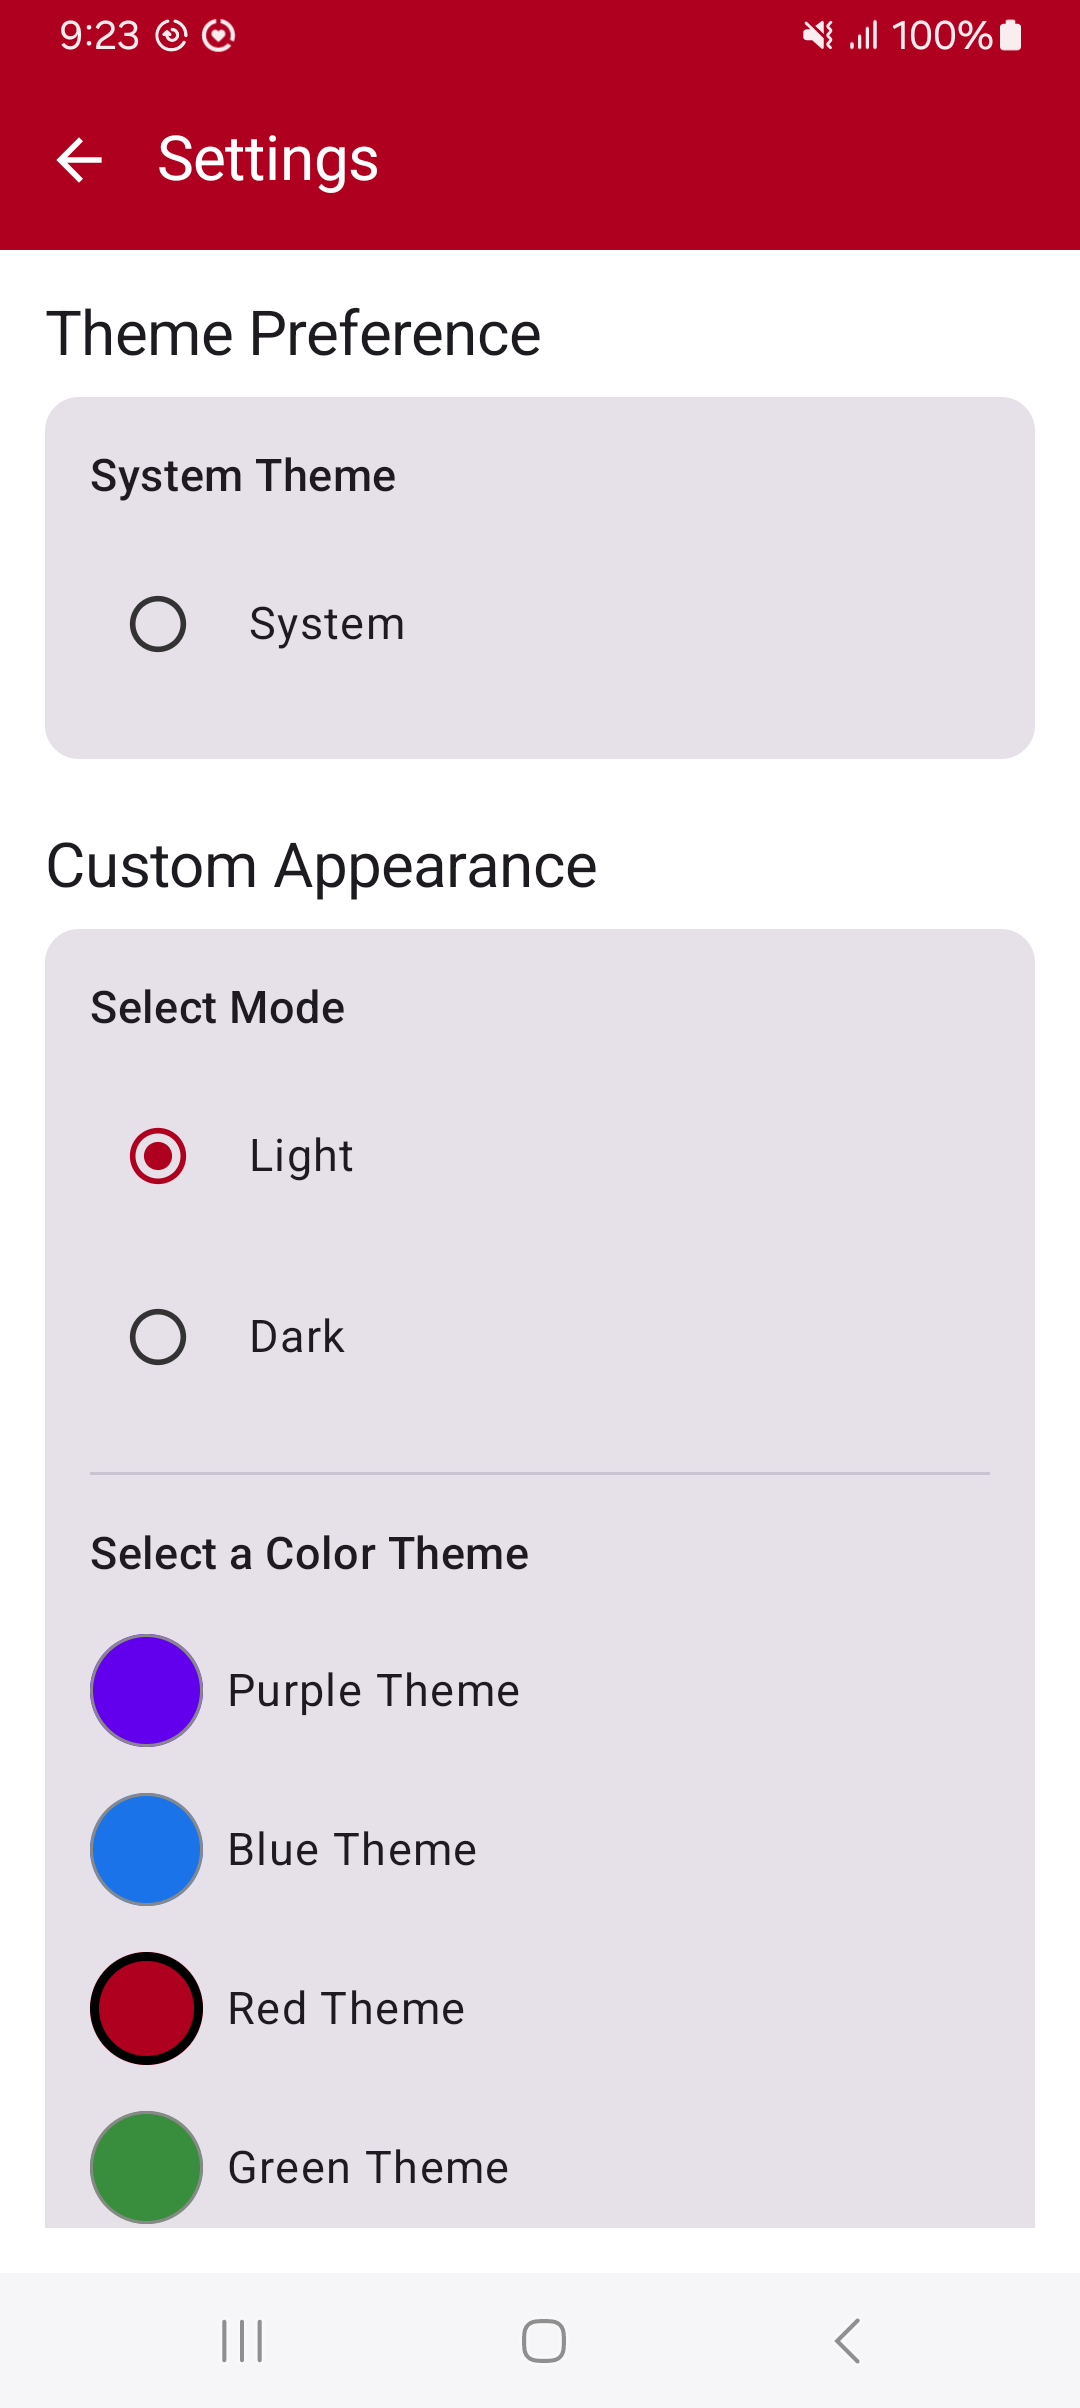 9:23 100%
Settings
Theme Preference
System Theme
System
Custom Appearance
Select Mode
Light
Dark
Select a Color Theme
Purple Theme
Blue Theme
Red Theme
Green Theme